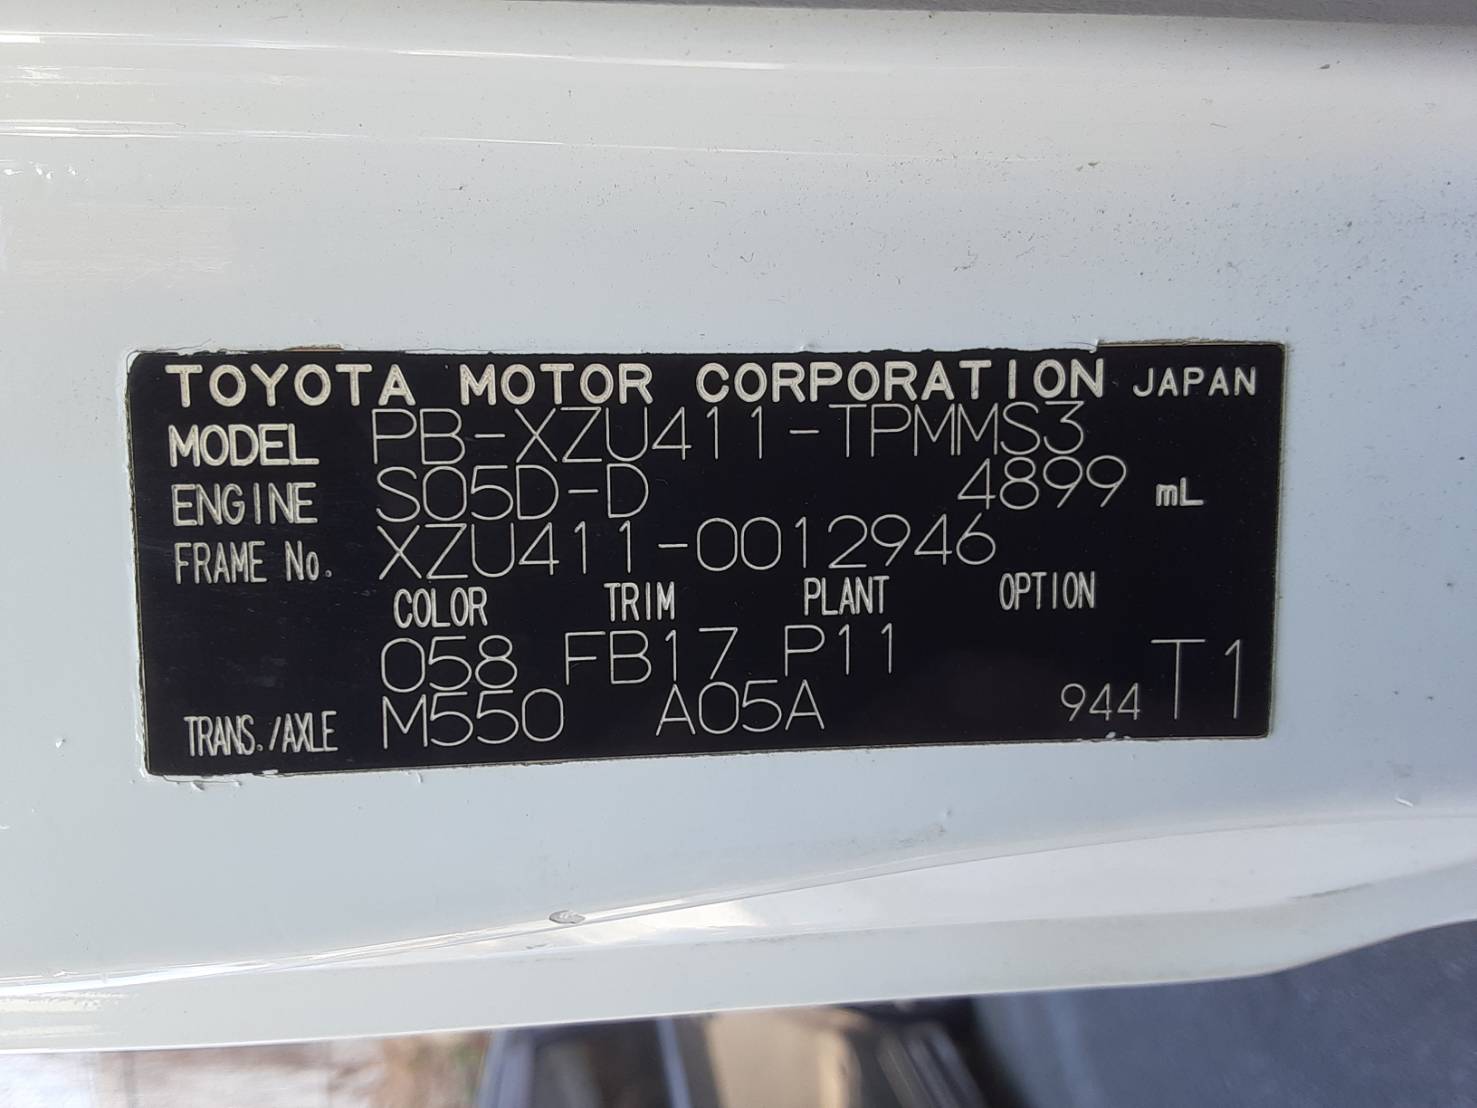 TOYOTA MOTOR CORPORATION JAPAN
MODEL PB-XZU411-TPMMS3
ENGINE S05D-D 4899 mL
FRAME No. XZU411-0012946
COLOR TRIM PLANT OPTION
058 FB17 P11
TRANS./AXLE M550 A05A 944 T1